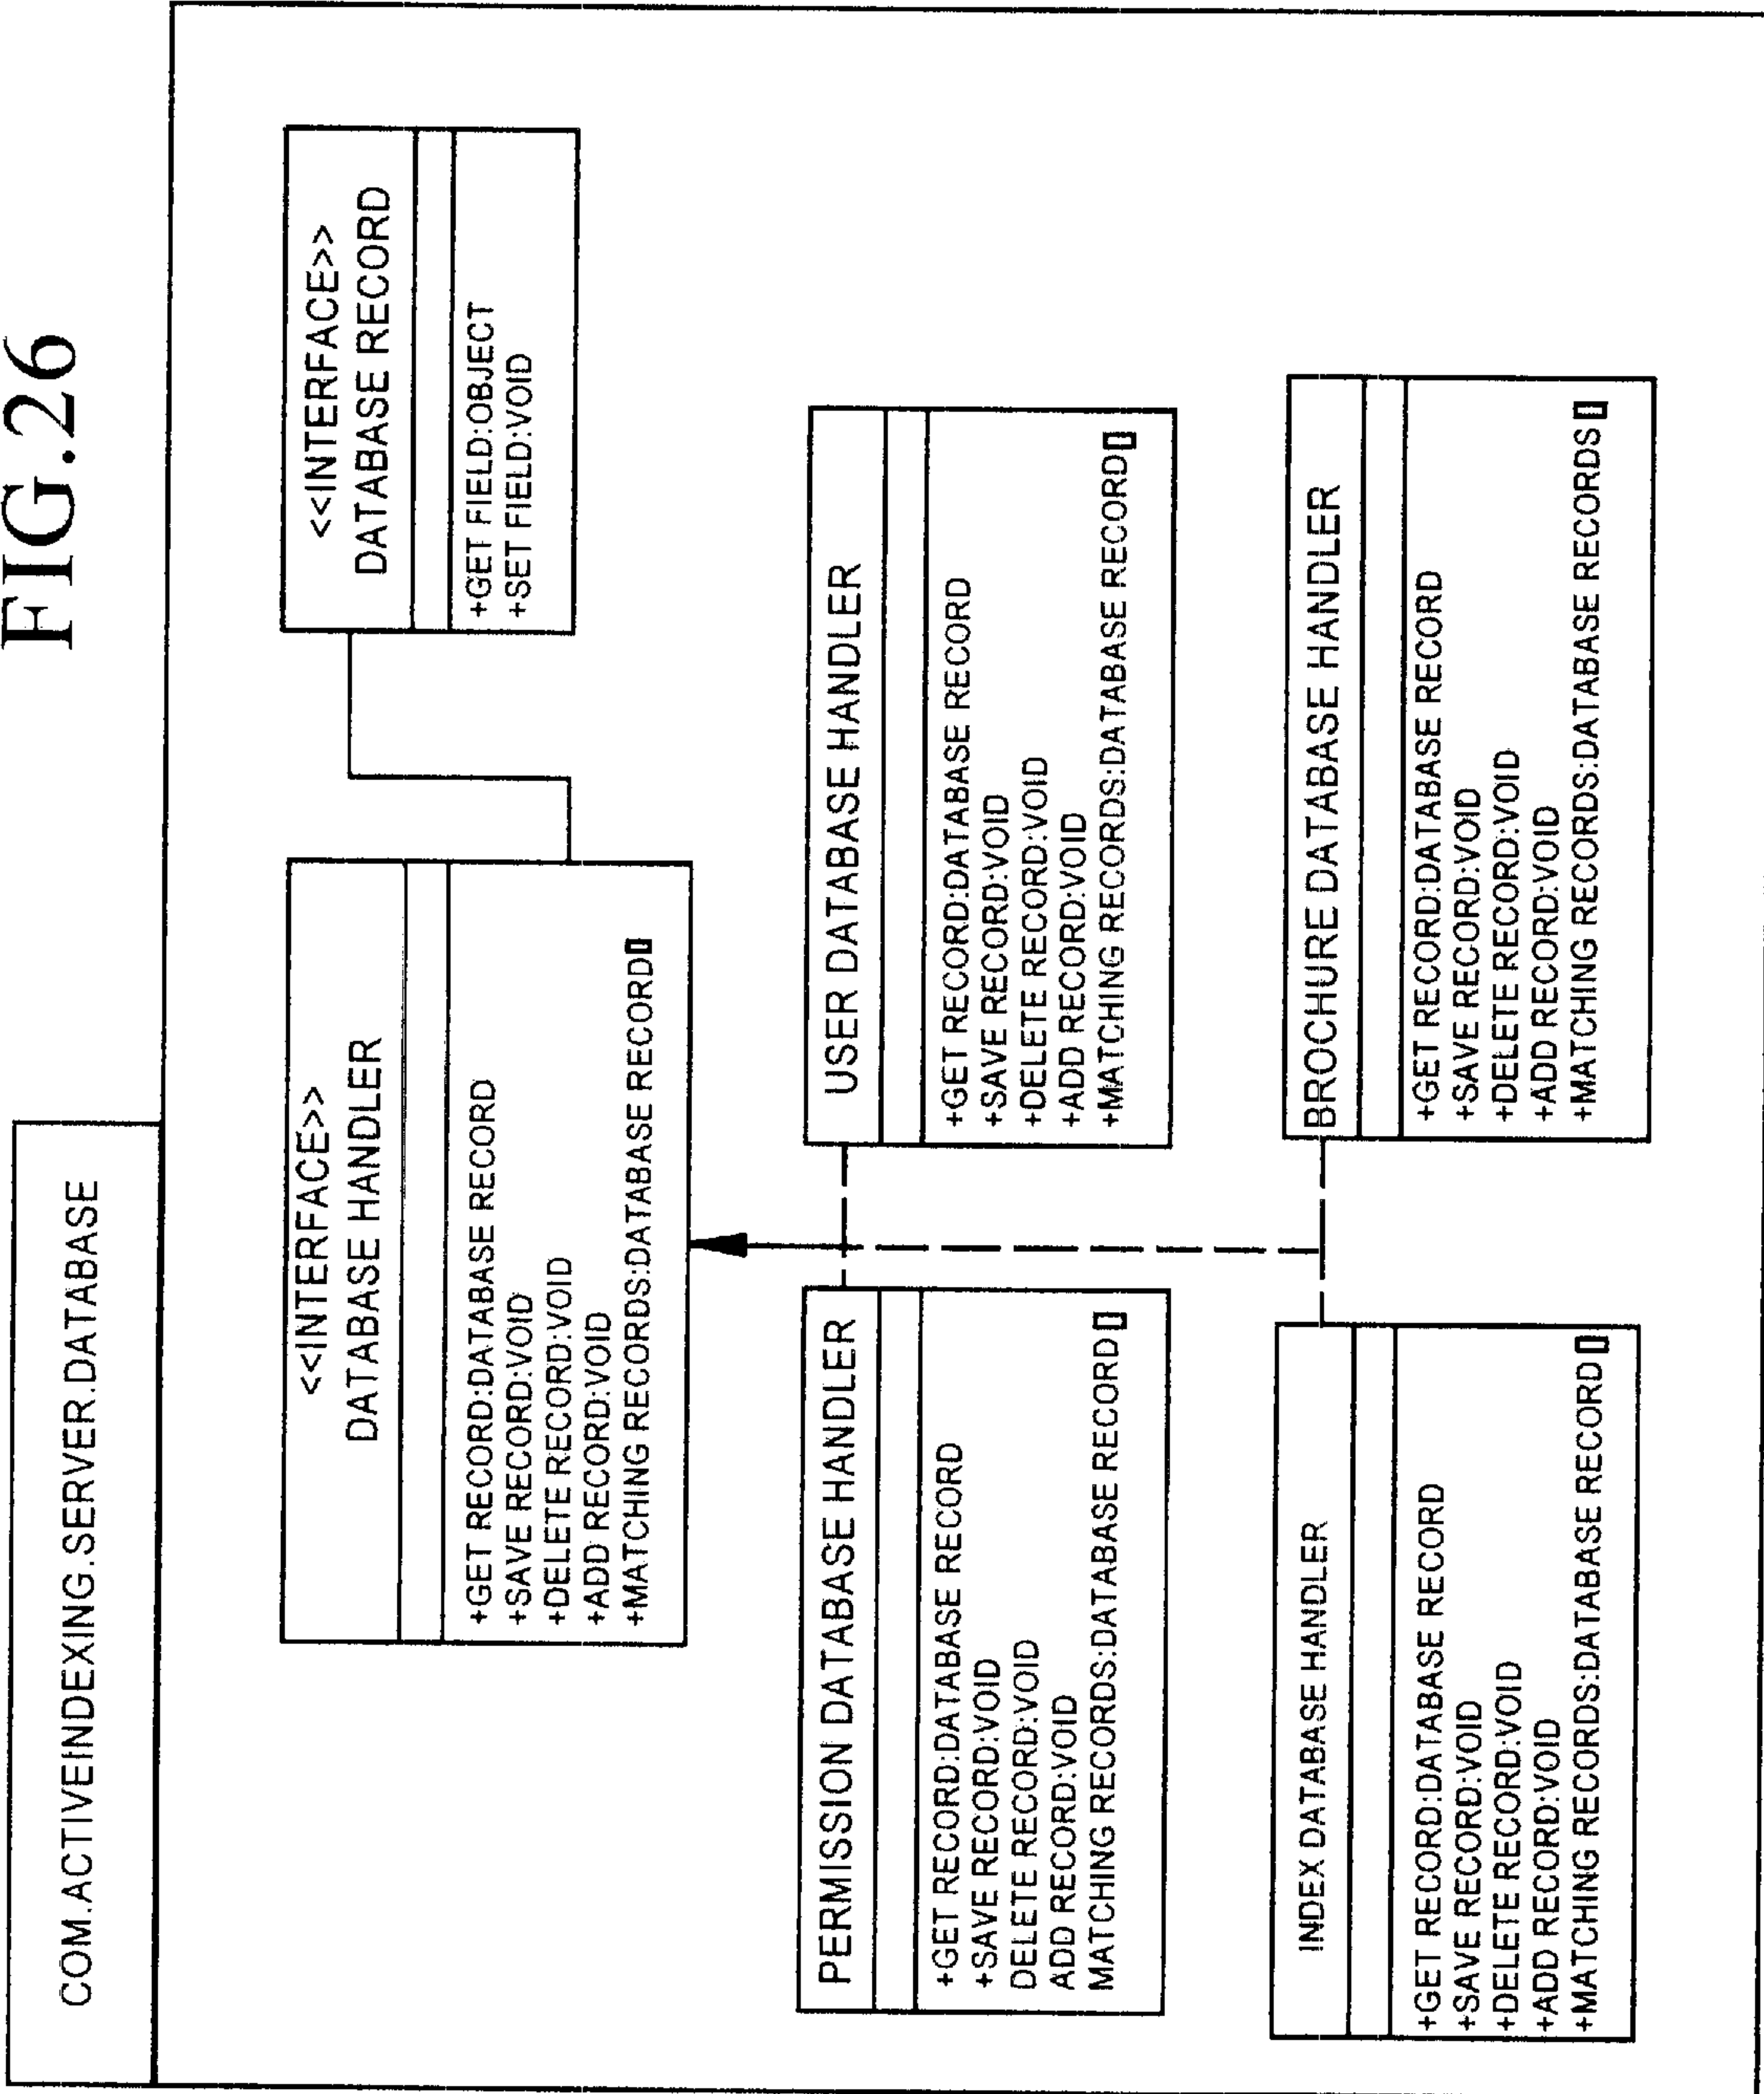 FIG.26
COM.ACTIVEINDEXING.SERVER.DATABASE
<<INTERFACE>>
DATABASE HANDLER
+GET RECORD:DATABASE RECORD
+SAVE RECORD:VOID
+DELETE RECORD:VOID
+ADD RECORD:VOID
+MATCHING RECORDS:DATABASE RECORD[]
<<INTERFACE>>
DATABASE RECORD
+GET FIELD:OBJECT
+SET FIELD:VOID
PERMISSION DATABASE HANDLER
+GET RECORD:DATABASE RECORD
+SAVE RECORD:VOID
DELETE RECORD:VOID
ADD RECORD:VOID
MATCHING RECORDS:DATABASE RECORD[]
USER DATABASE HANDLER
+GET RECORD:DATABASE RECORD
+SAVE RECORD:VOID
+DELETE RECORD:VOID
+ADD RECORD:VOID
+MATCHING RECORDS:DATABASE RECORD[]
INDEX DATABASE HANDLER
+GET RECORD:DATABASE RECORD
+SAVE RECORD:VOID
+DELETE RECORD:VOID
+ADD RECORD:VOID
+MATCHING RECORDS:DATABASE RECORD[]
BROCHURE DATABASE HANDLER
+GET RECORD:DATABASE RECORD
+SAVE RECORD:VOID
+DELETE RECORD:VOID
+ADD RECORD:VOID
+MATCHING RECORDS:DATABASE RECORDS[]